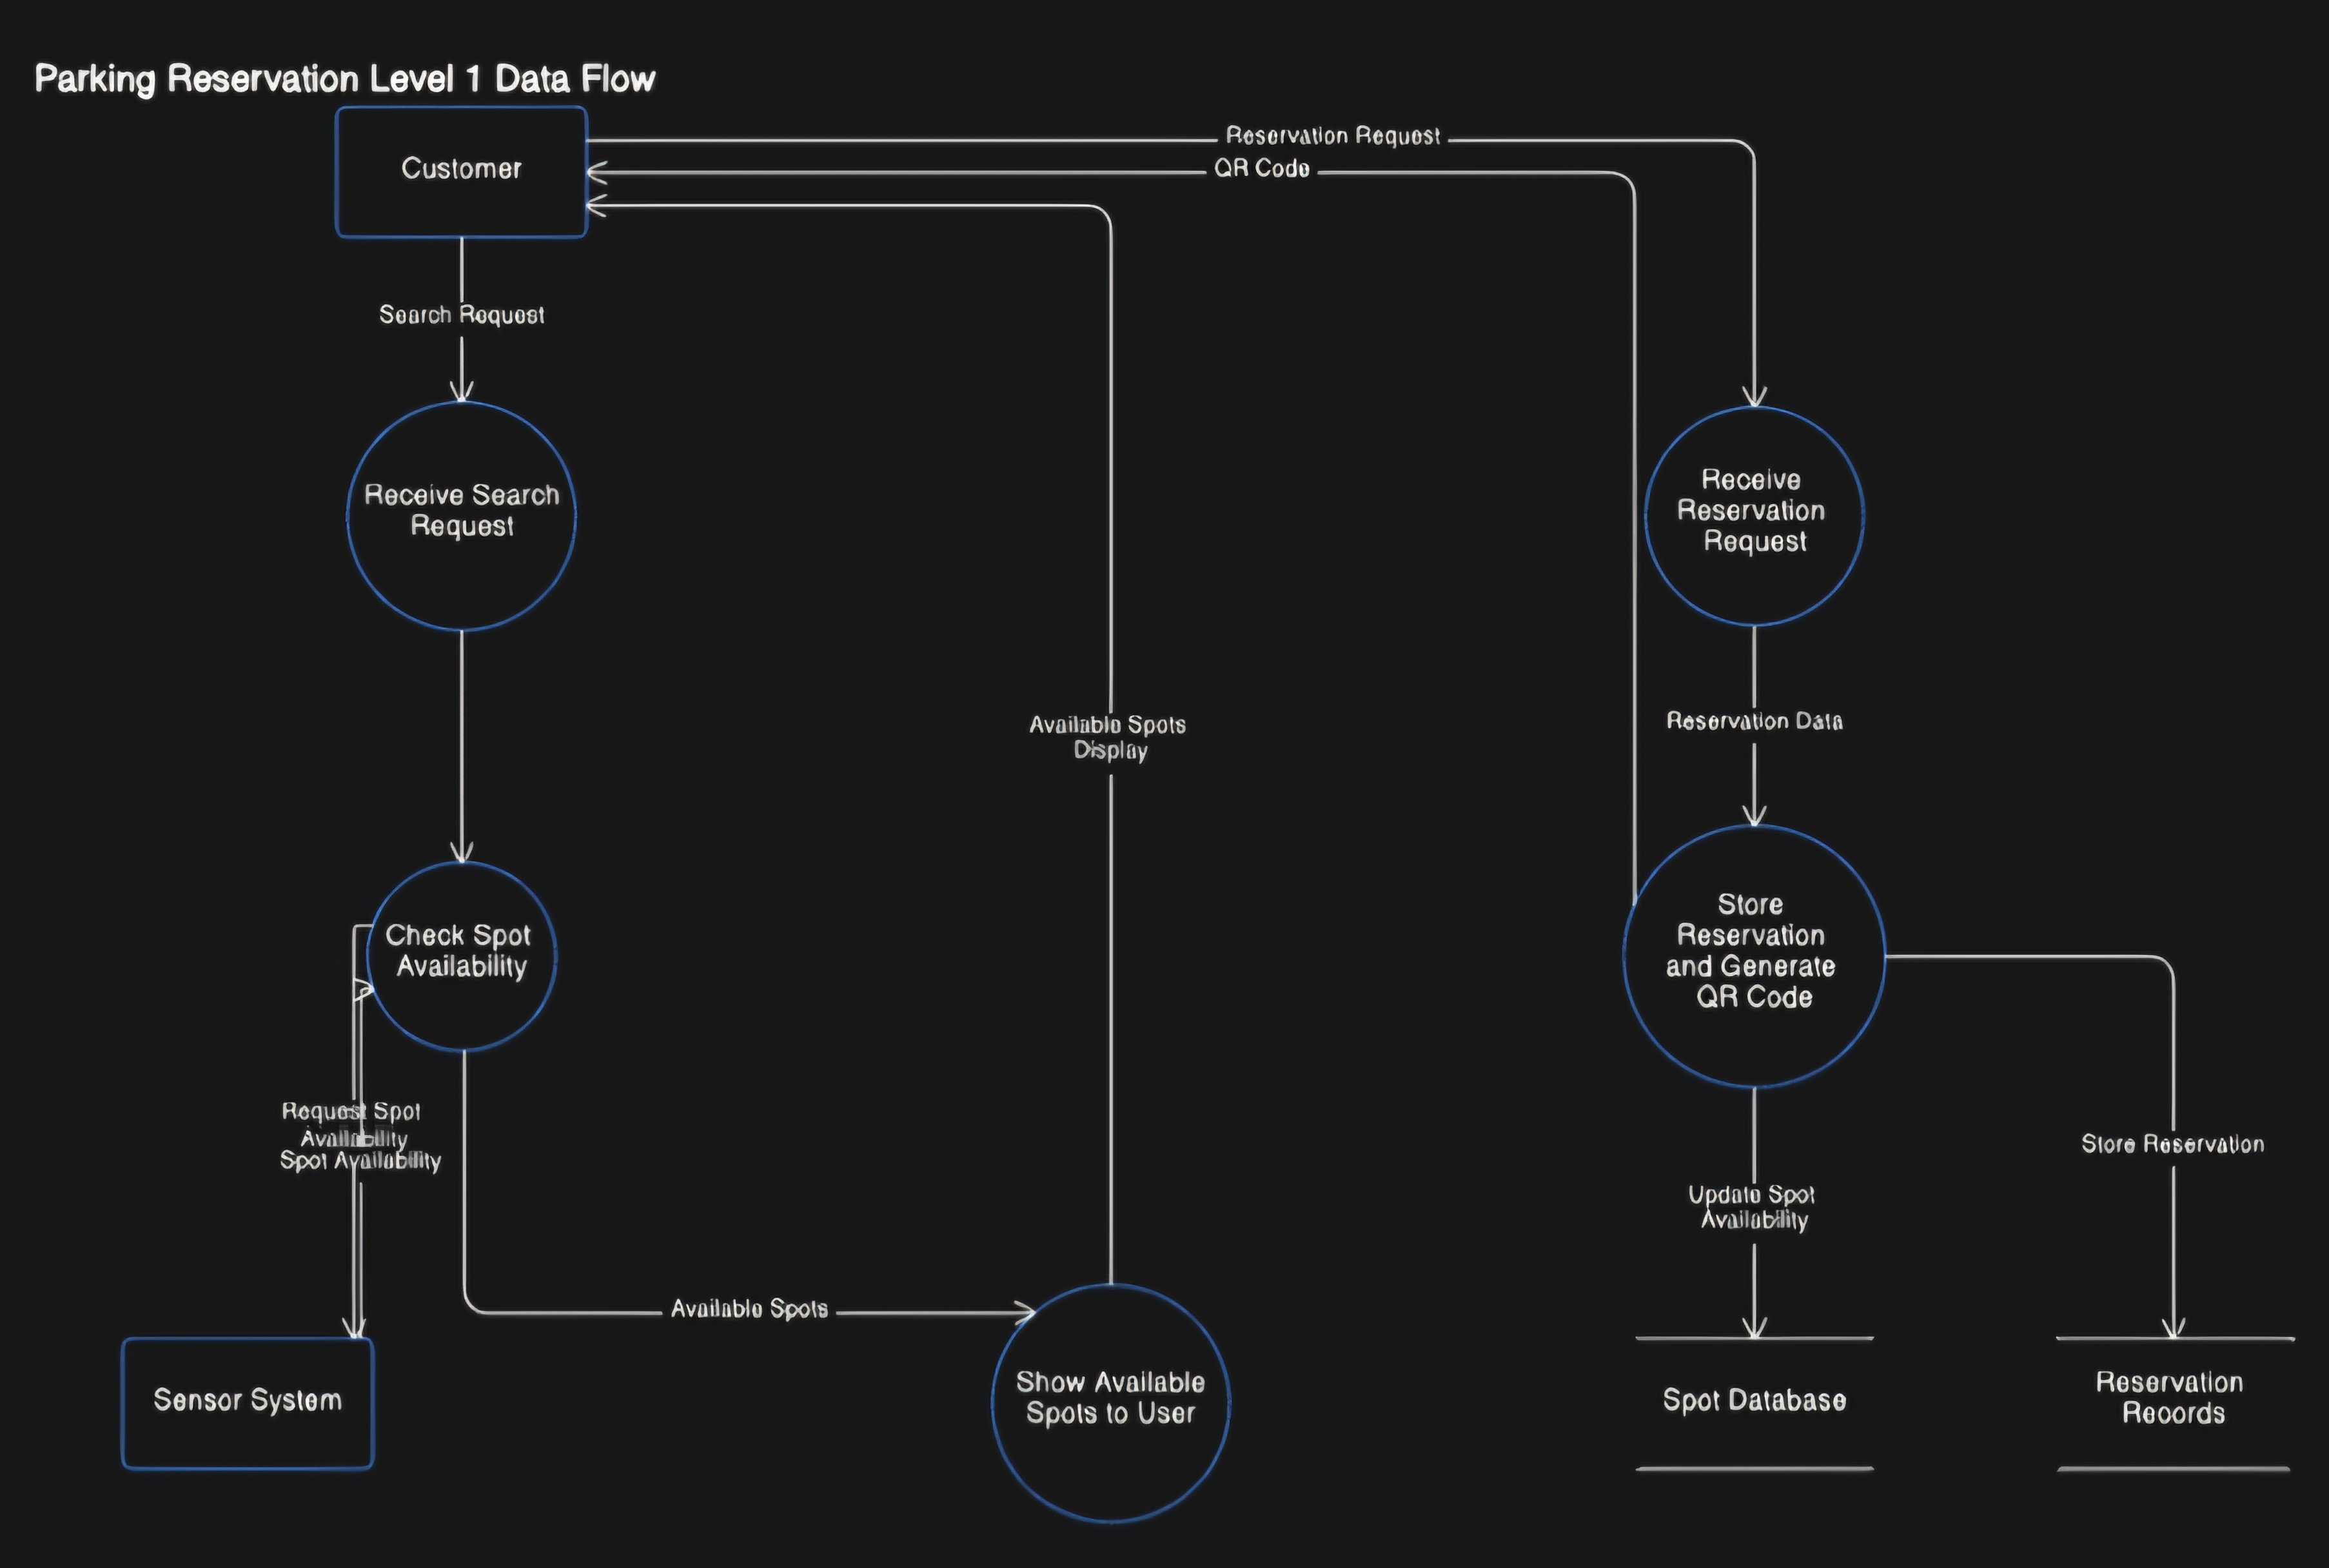 Parking Reservation Level 1 Data Flow
Customer
Reservation Request
QR Code
Search Request
Receive Search
Request
Receive
Reservation
Request
Available Spots
Display
Reservation Data
Check Spot
Availability
Store
Reservation
and Generate
QR Code
Request Spot
Availability
Spot Availability
Store Reservation
Update Spot
Availability
Available Spots
Sensor System
Show Available
Spots to User
Spot Database
Reservation
Records